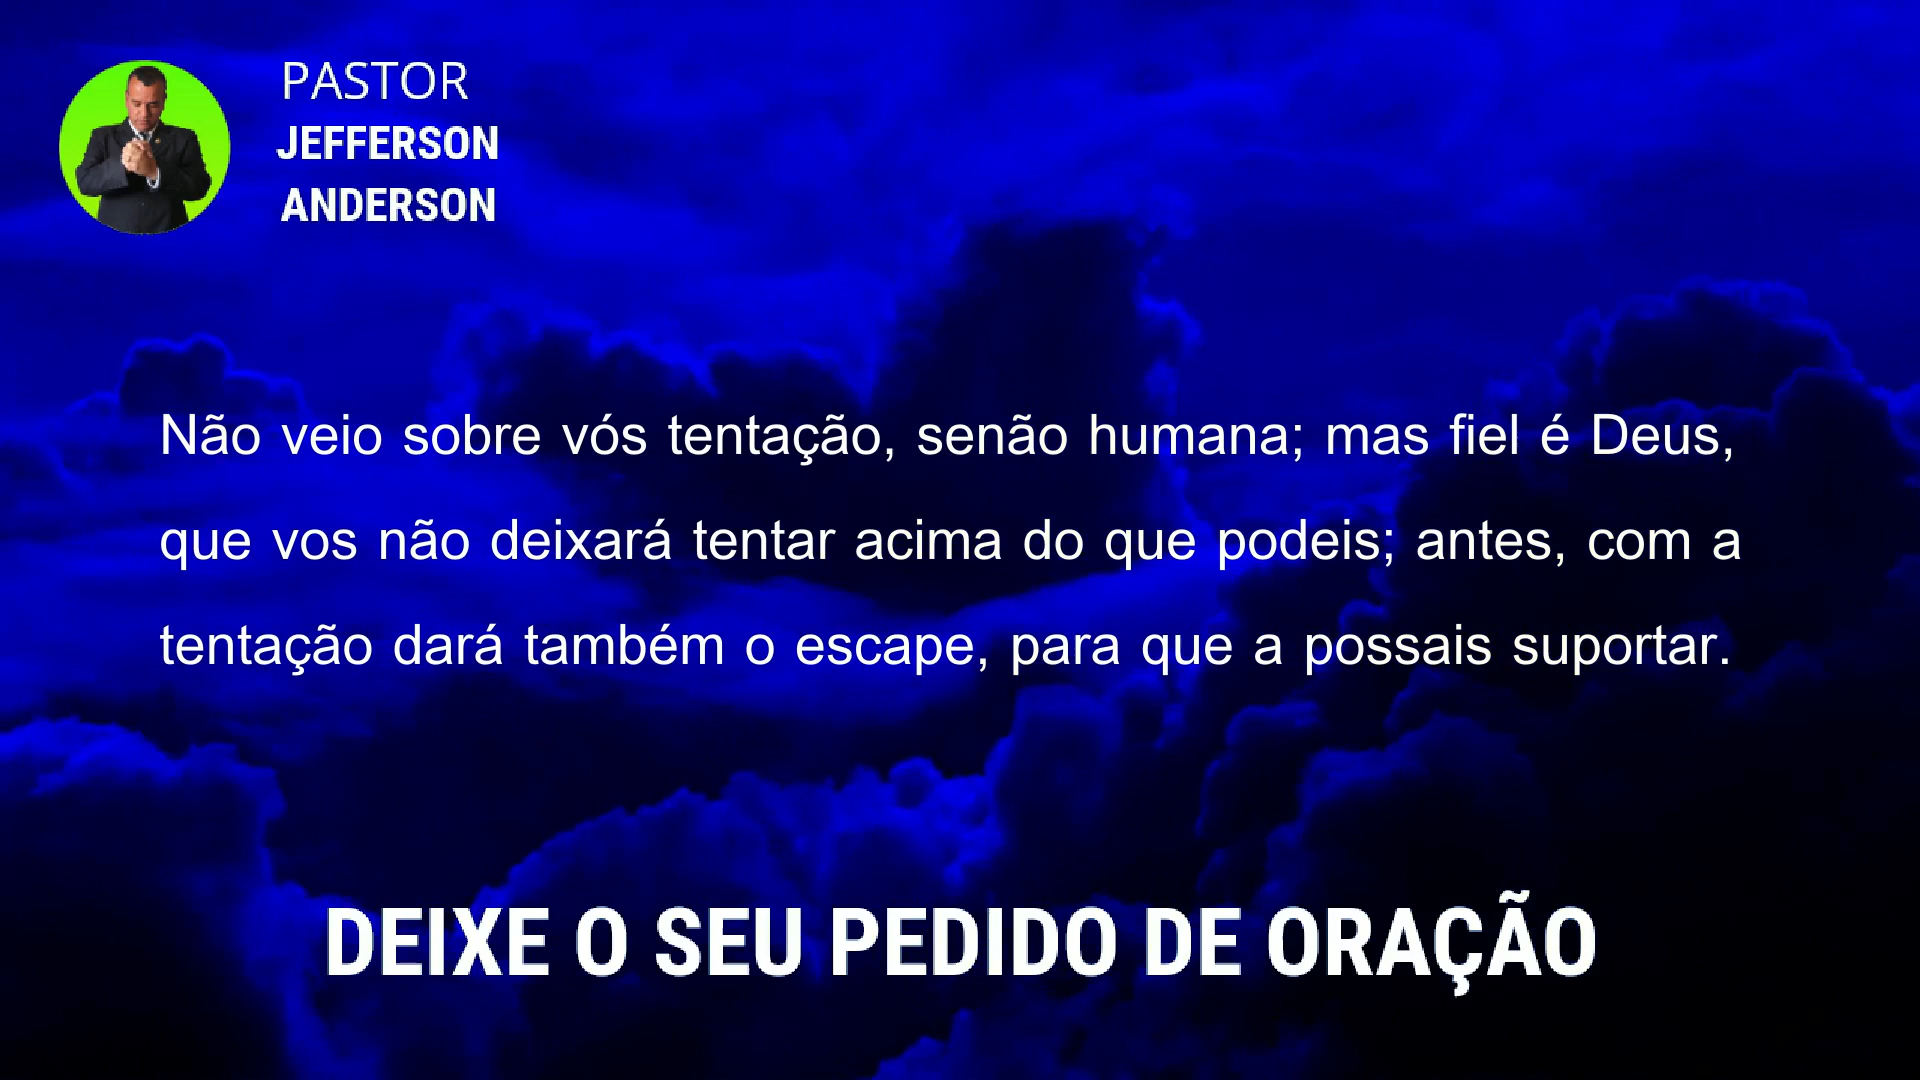 PASTOR
JEFFERSON
ANDERSON
Não veio sobre vós tentação, senão humana; mas fiel é Deus,
que vos não deixará tentar acima do que podeis; antes, com a
tentação dará também o escape, para que a possais suportar.
DEIXE O SEU PEDIDO DE ORAÇÃO